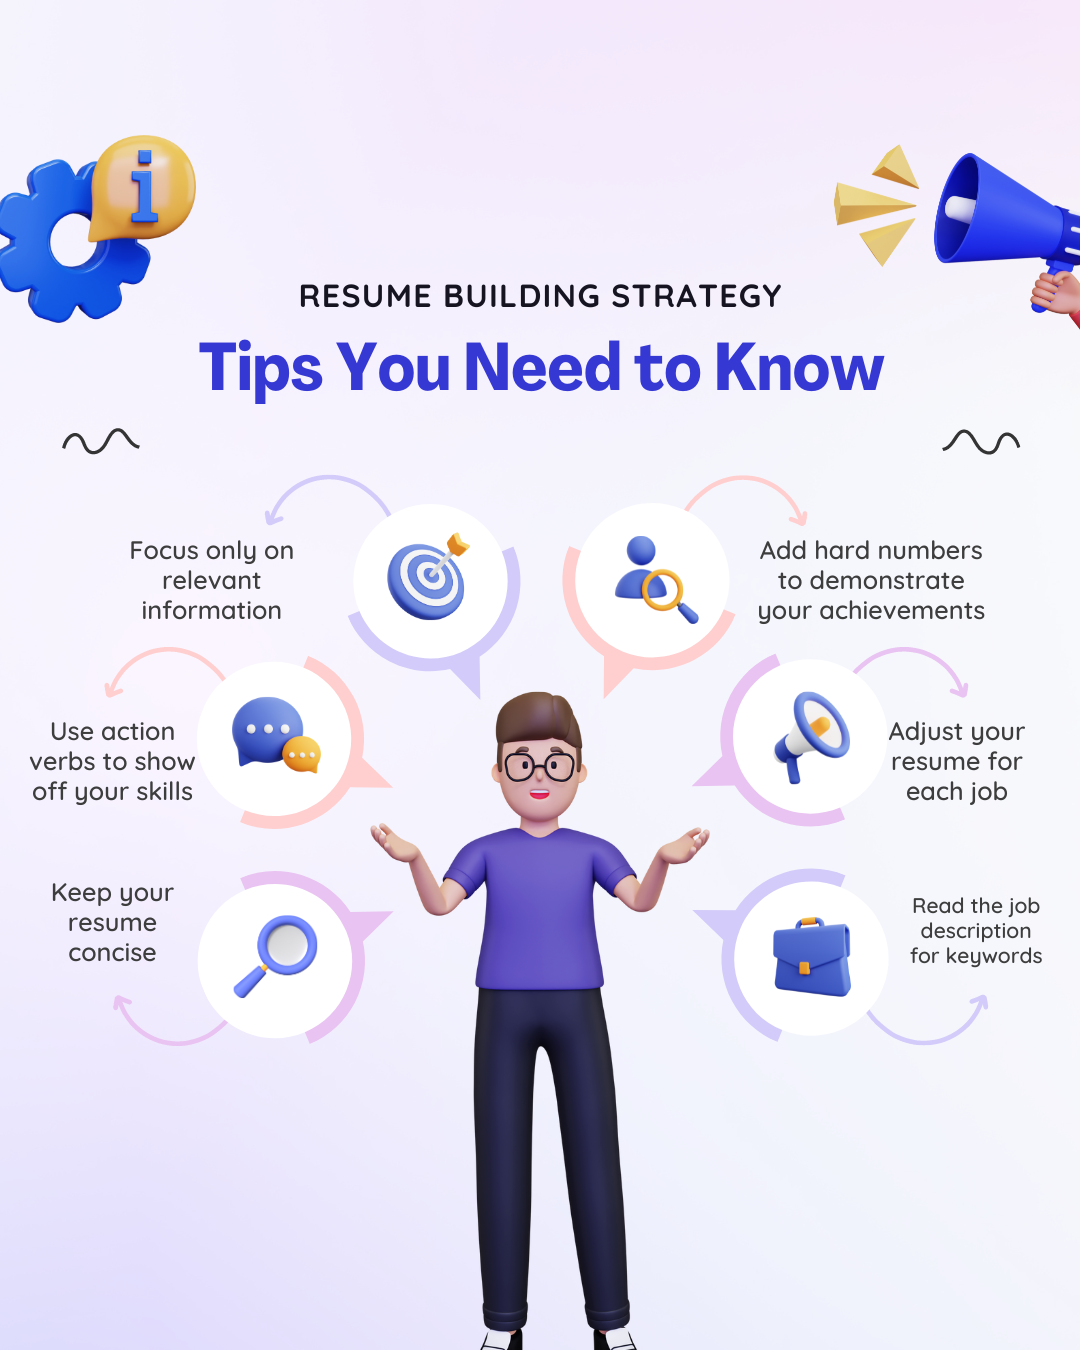 i
RESUME BUILDING STRATEGY
Tips You Need to Know
Focus only on
relevant
information
Add hard numbers
to demonstrate
your achievements
Use action
verbs to show
off your skills
Adjust your
resume for
each job
Keep your
resume
concise
Read the job
description
for keywords